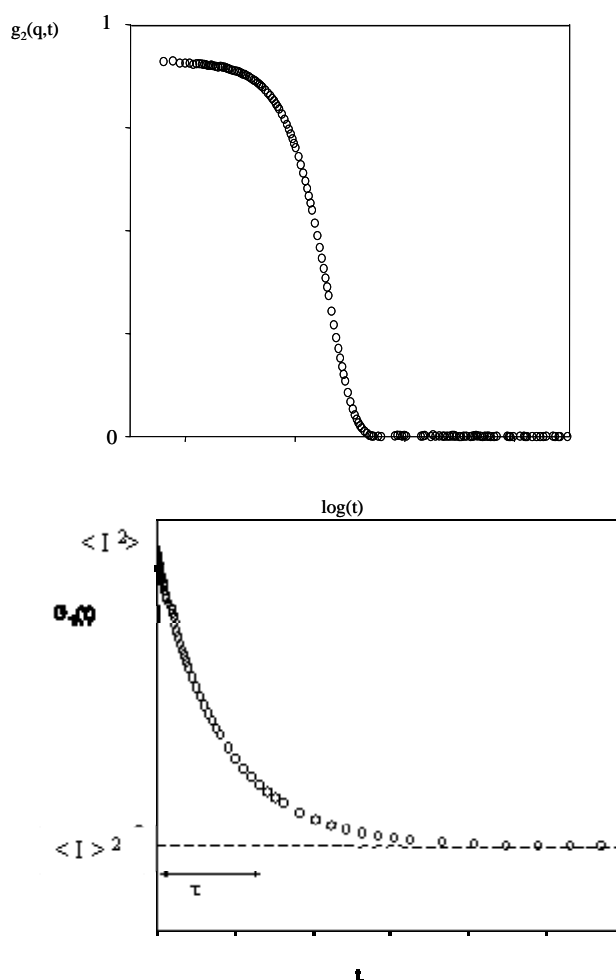 g₂(q,t)
1
0
log(t)
< I ²>
< I > ²
τ
t